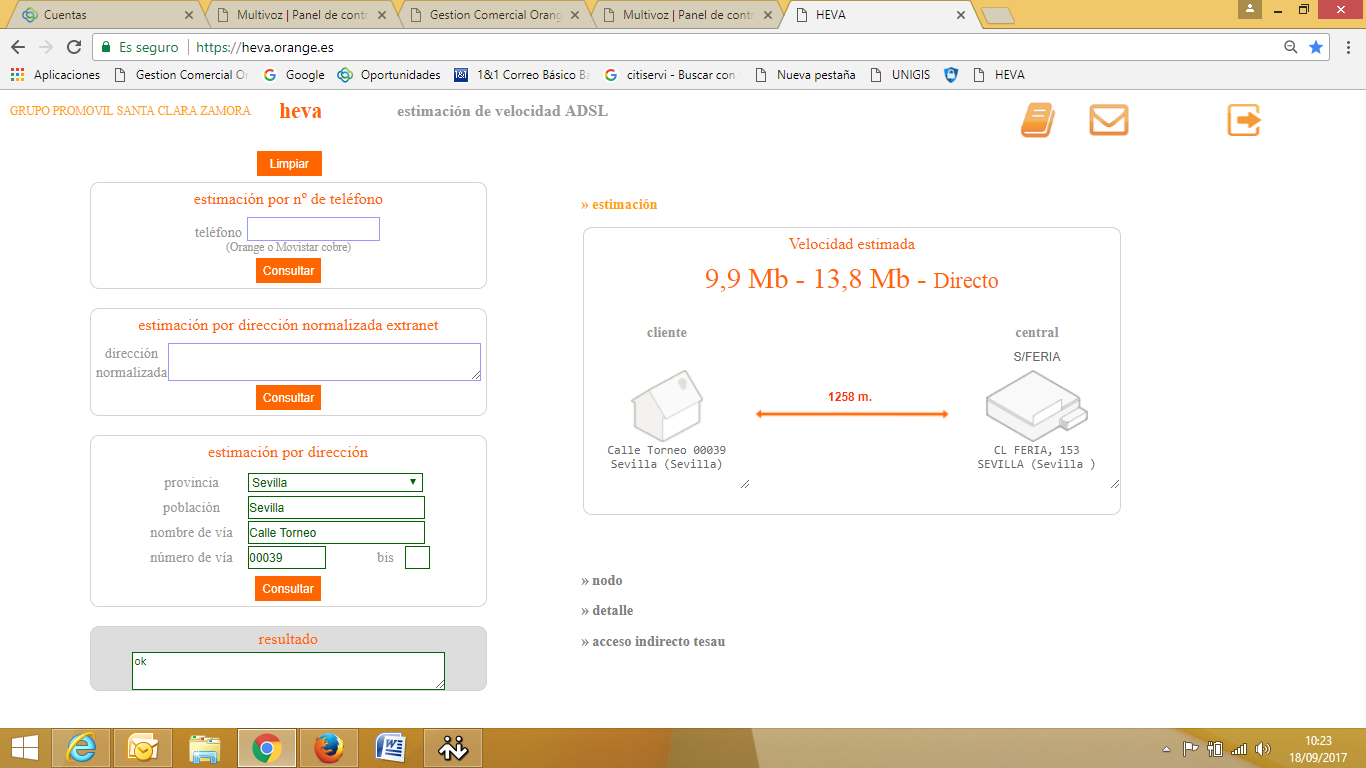 Cuentas
Multivoz | Panel de contr
Gestion Comercial Orang
Multivoz | Panel de contr
HEVA
Es seguro
https://heva.orange.es
Aplicaciones
Gestion Comercial Or
Google
Oportunidades
1&1
1&1 Correo Básico Ba
citiservi - Buscar con
Nueva pestaña
UNIGIS
HEVA
GRUPO PROMOVIL SANTA CLARA ZAMORA
heva
estimación de velocidad ADSL
Limpiar
estimación por nº de teléfono
teléfono
(Orange o Movistar cobre)
Consultar
estimación por dirección normalizada extranet
dirección
normalizada
Consultar
estimación por dirección
provincia Sevilla
población Sevilla
nombre de vía Calle Torneo
número de vía 00039 bis
Consultar
resultado
ok
» estimación
Velocidad estimada
9,9 Mb - 13,8 Mb - Directo
cliente
central
S/FERIA
1258 m.
Calle Torneo 00039
Sevilla (Sevilla)
CL FERIA, 153
SEVILLA (Sevilla )
» nodo
» detalle
» acceso indirecto tesau
10:23
18/09/2017